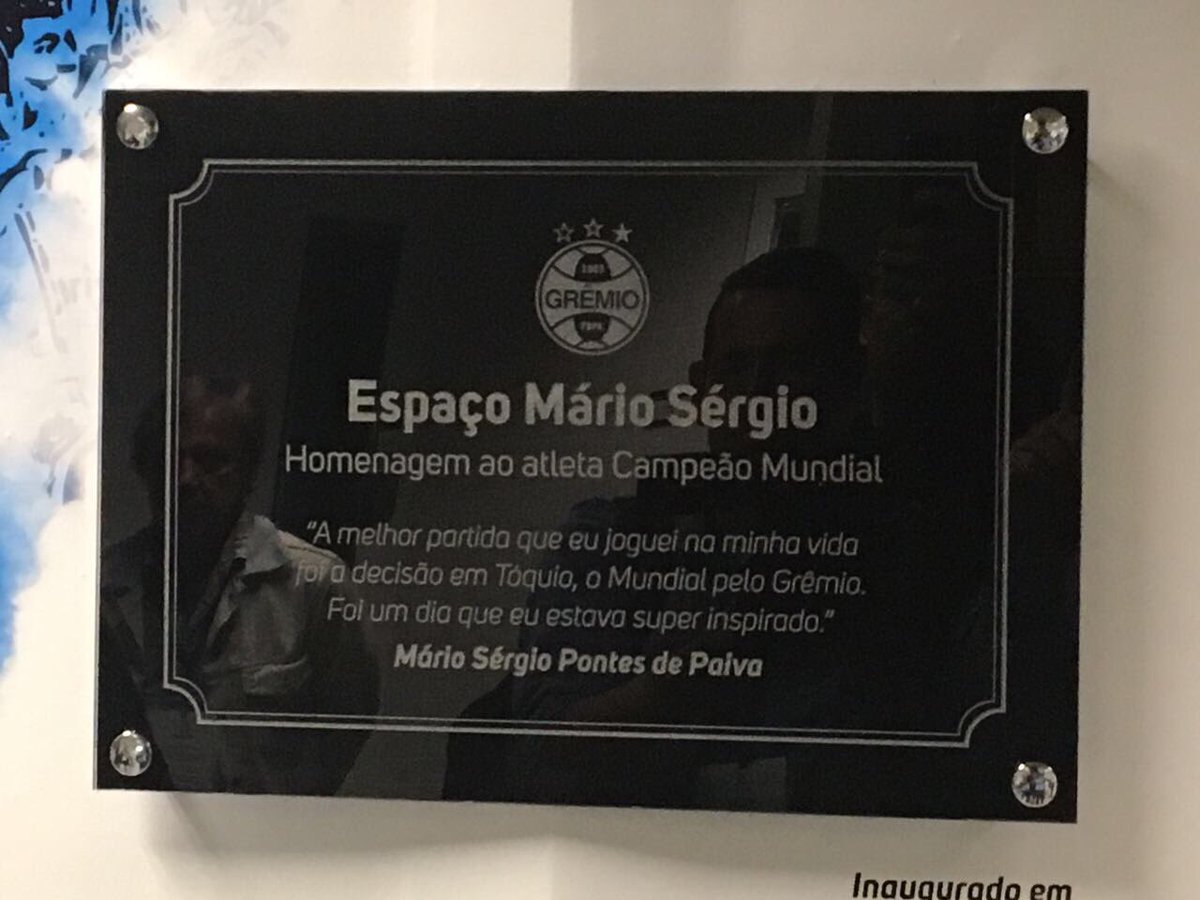 1903
GRÊMIO
FBPA
Espaço Mário Sérgio
Homenagem ao atleta Campeão Mundial
“A melhor partida que eu joguei na minha vida
foi a decisão em Tóquio, o Mundial pelo Grêmio.
Foi um dia que eu estava super inspirado.”
Mário Sérgio Pontes de Paiva
Inaugurado em